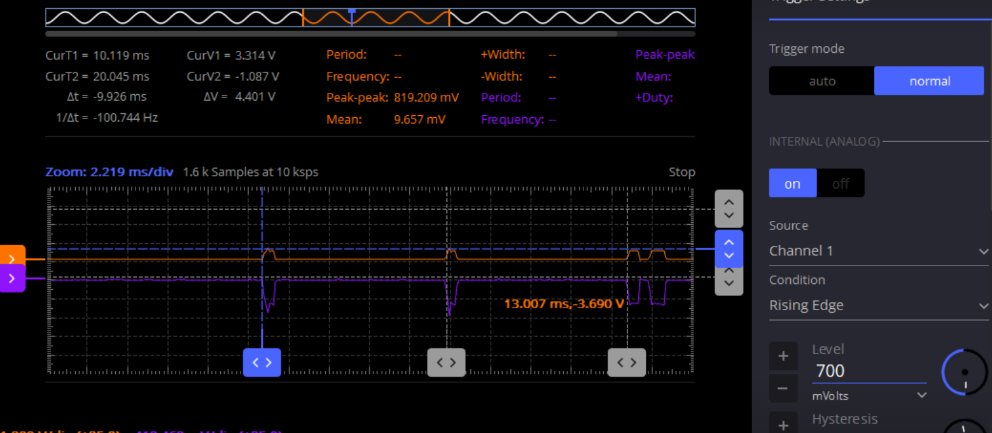 CurT1 = 10.119 ms
CurV1 = 3.314 V
Period: --
+Width: --
Peak-peak
CurT2 = 20.045 ms
CurV2 = -1.087 V
Frequency: --
-Width: --
Mean:
Δt = -9.926 ms
ΔV = 4.401 V
Peak-peak: 819.209 mV
Period: --
+Duty:
1/Δt = -100.744 Hz
Mean: 9.657 mV
Frequency: --
Zoom: 2.219 ms/div 1.6 k Samples at 10 ksps
Stop
13.007 ms,-3.690 V
Trigger mode
auto
normal
INTERNAL (ANALOG)
on
off
Source
Channel 1
Condition
Rising Edge
+
Level
700
−
mVolts
+
Hysteresis